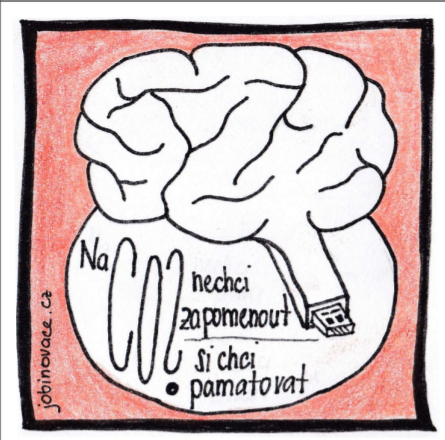 Na CO?
nechci
zapomenout
si chci
pamatovat
jobinovace.cz